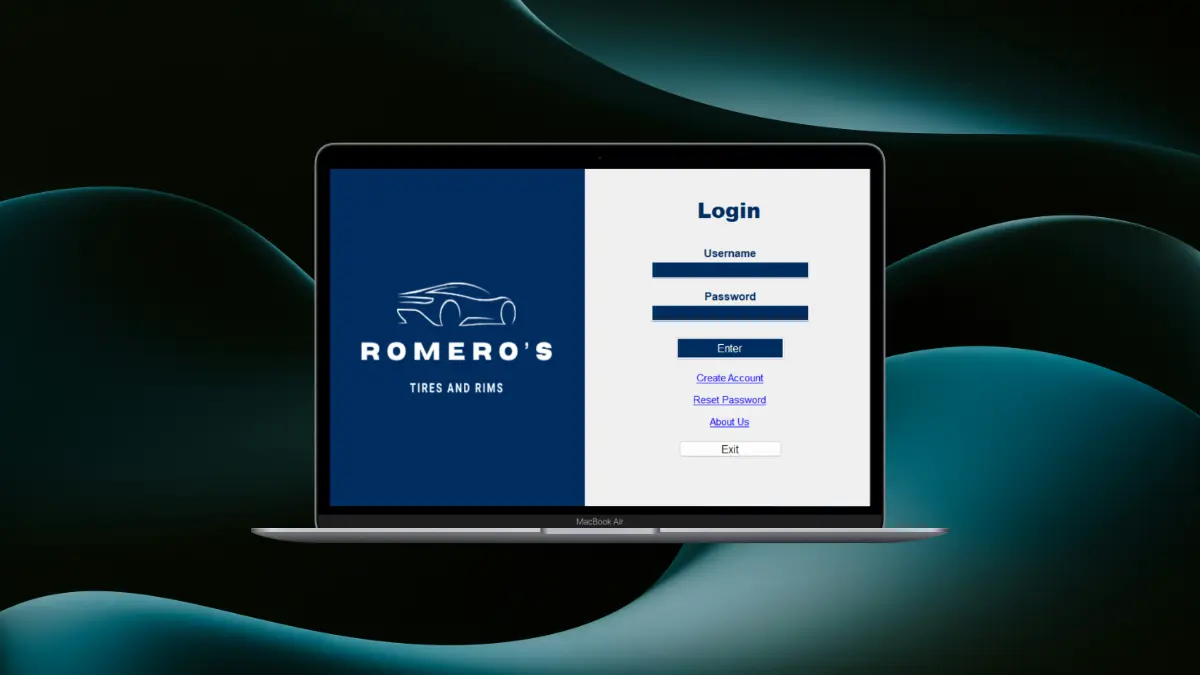 ROMERO'S
TIRES AND RIMS
Login
Username
Password
Enter
Create Account
Reset Password
About Us
Exit
MacBook Air